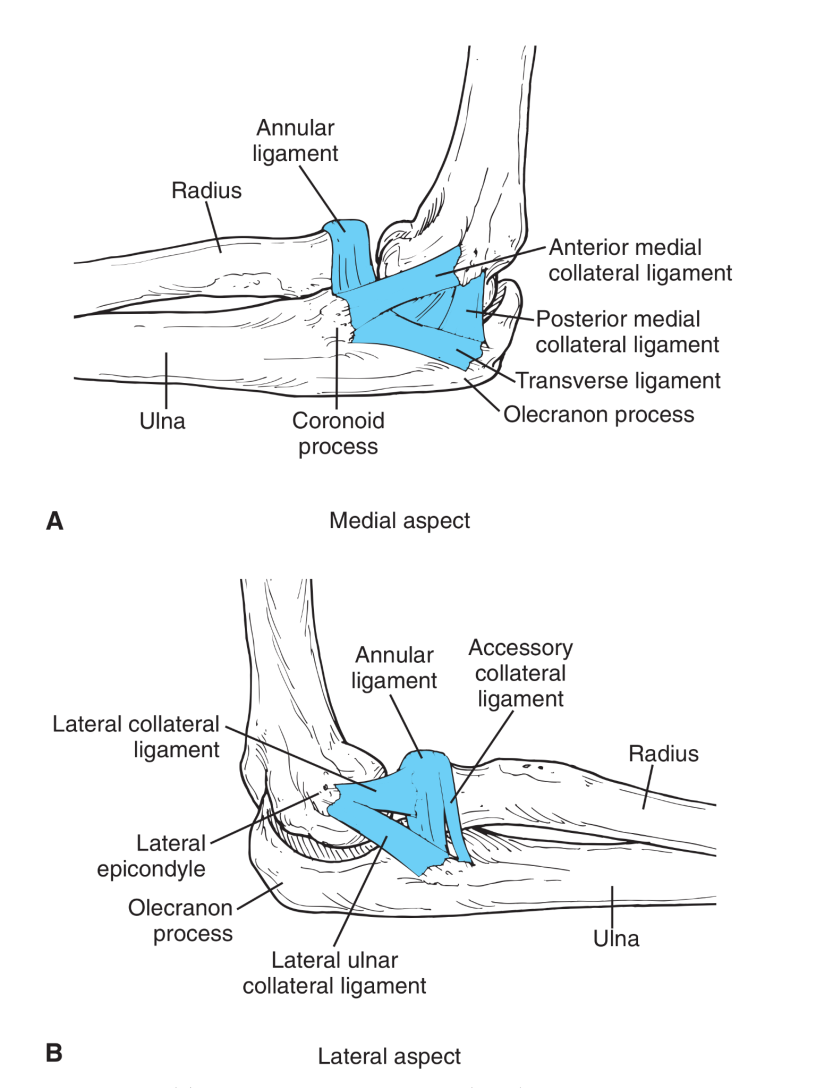 Annular
ligament
Radius
Anterior medial
collateral ligament
Posterior medial
collateral ligament
Transverse ligament
Olecranon process
Ulna
Coronoid
process
A
Medial aspect
Annular
ligament
Accessory
collateral
ligament
Lateral collateral
ligament
Radius
Lateral
epicondyle
Olecranon
process
Ulna
Lateral ulnar
collateral ligament
B
Lateral aspect